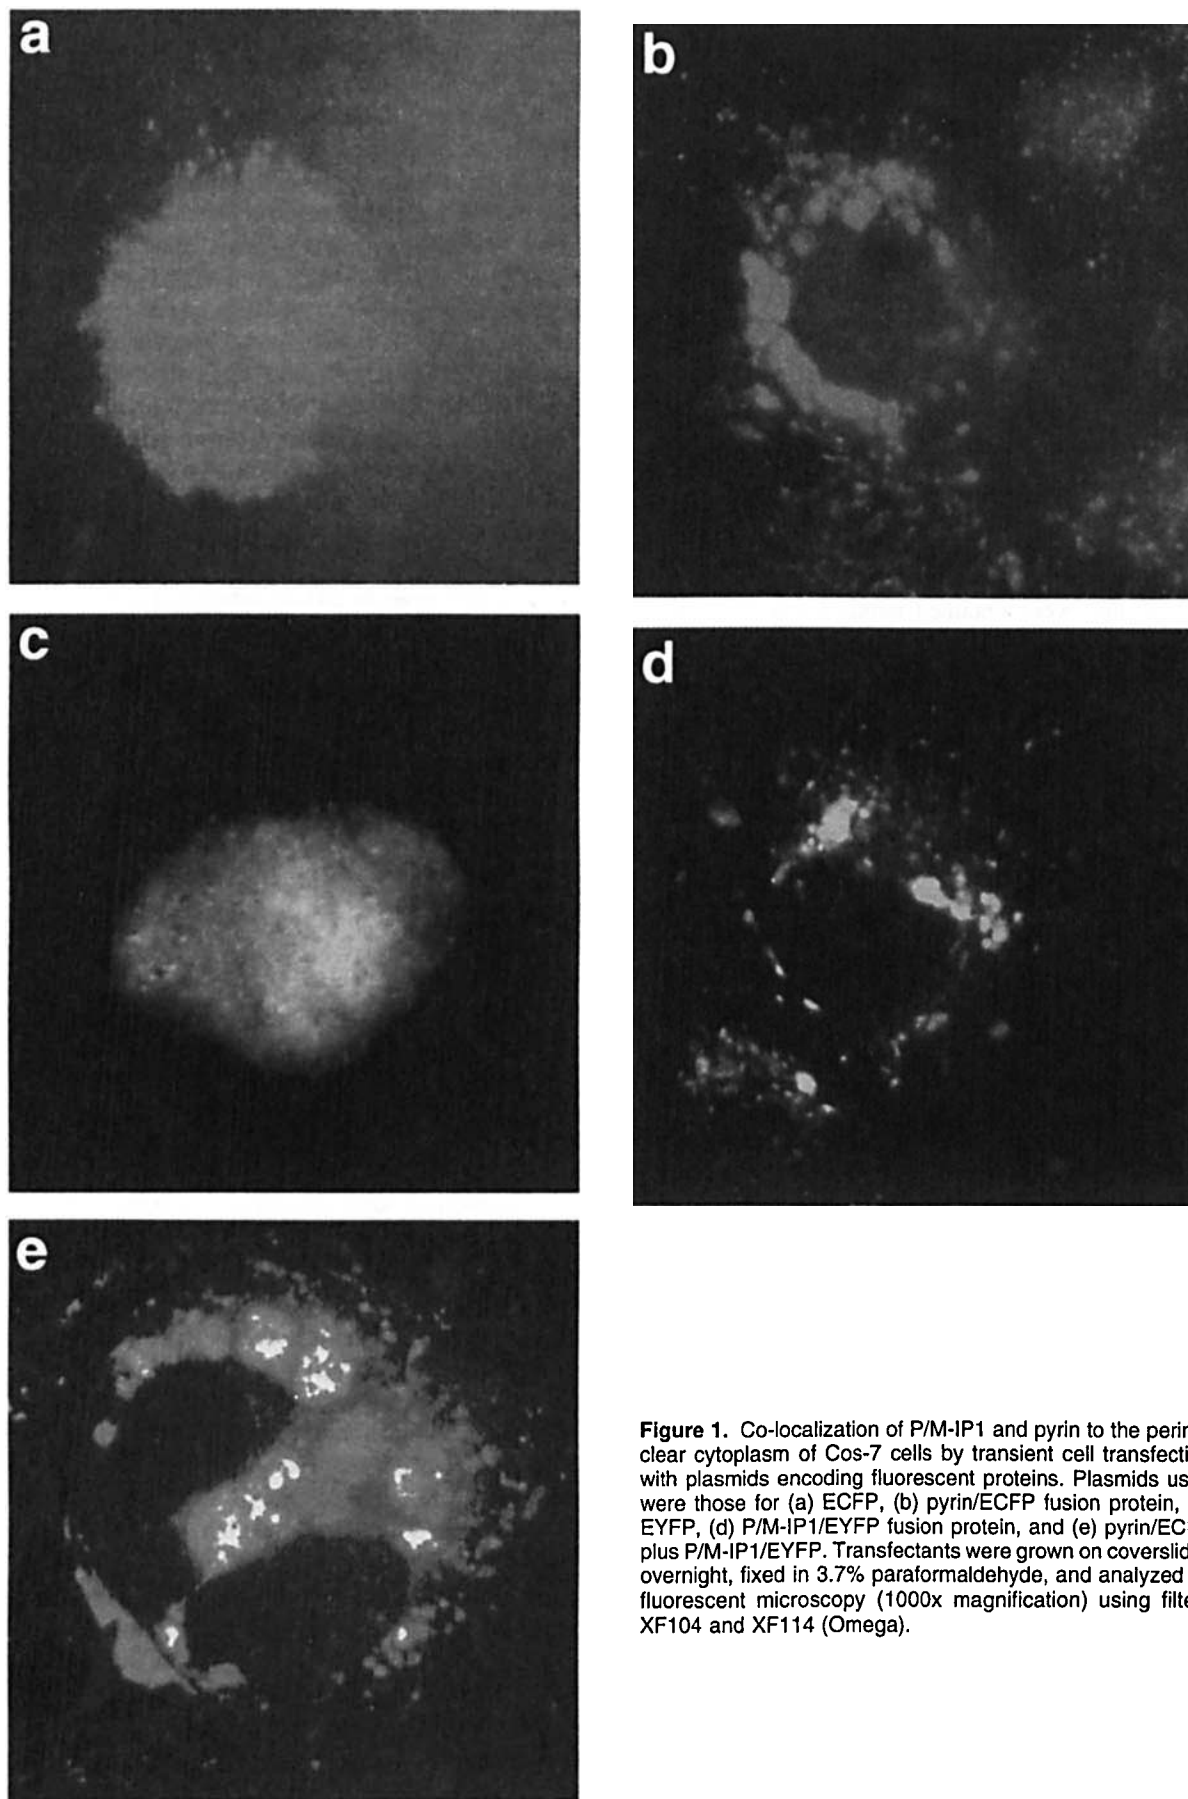 a
b
c
d
e
Figure 1. Co-localization of P/M-IP1 and pyrin to the perin
clear cytoplasm of Cos-7 cells by transient cell transfecti
with plasmids encoding fluorescent proteins. Plasmids us
were those for (a) ECFP, (b) pyrin/ECFP fusion protein,
EYFP, (d) P/M-IP1/EYFP fusion protein, and (e) pyrin/EC
plus P/M-IP1/EYFP. Transfectants were grown on coverslid
overnight, fixed in 3.7% paraformaldehyde, and analyzed
fluorescent microscopy (1000x magnification) using filte
XF104 and XF114 (Omega).